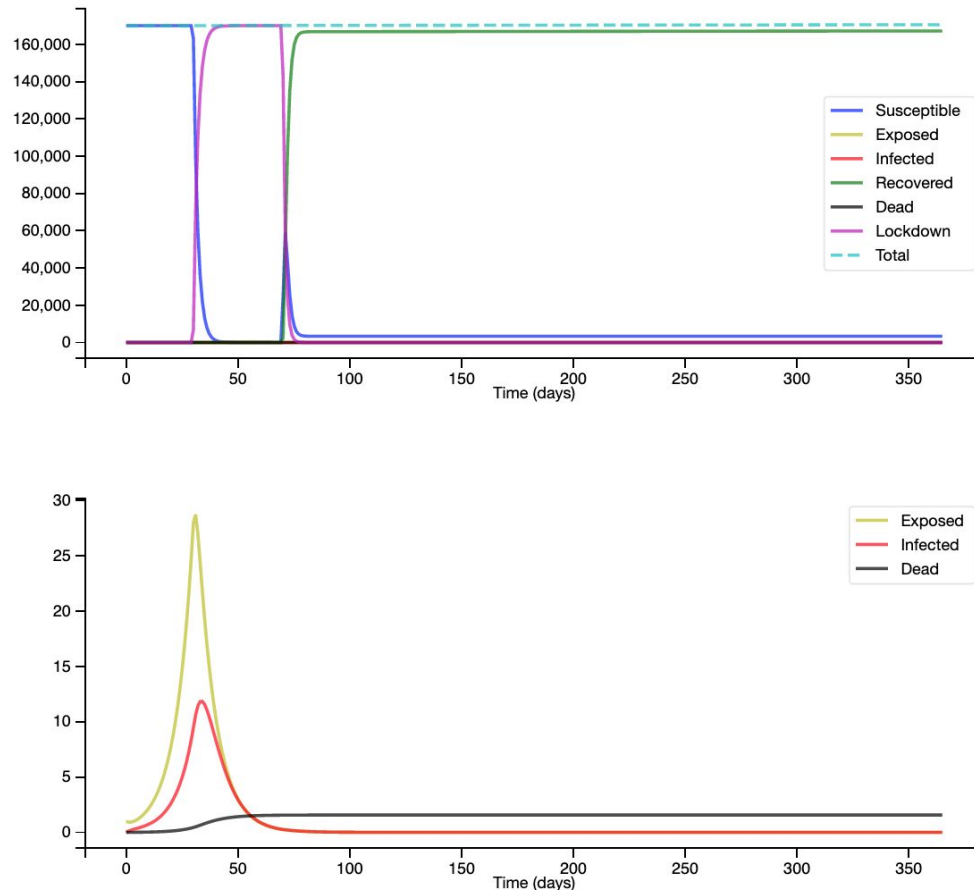 160,000
140,000
120,000
100,000
80,000
60,000
40,000
20,000
0
Susceptible
Exposed
Infected
Recovered
Dead
Lockdown
Total
0 50 100 150 200 250 300 350
Time (days)
30
25
20
15
10
5
0
Exposed
Infected
Dead
0 50 100 150 200 250 300 350
Time (days)